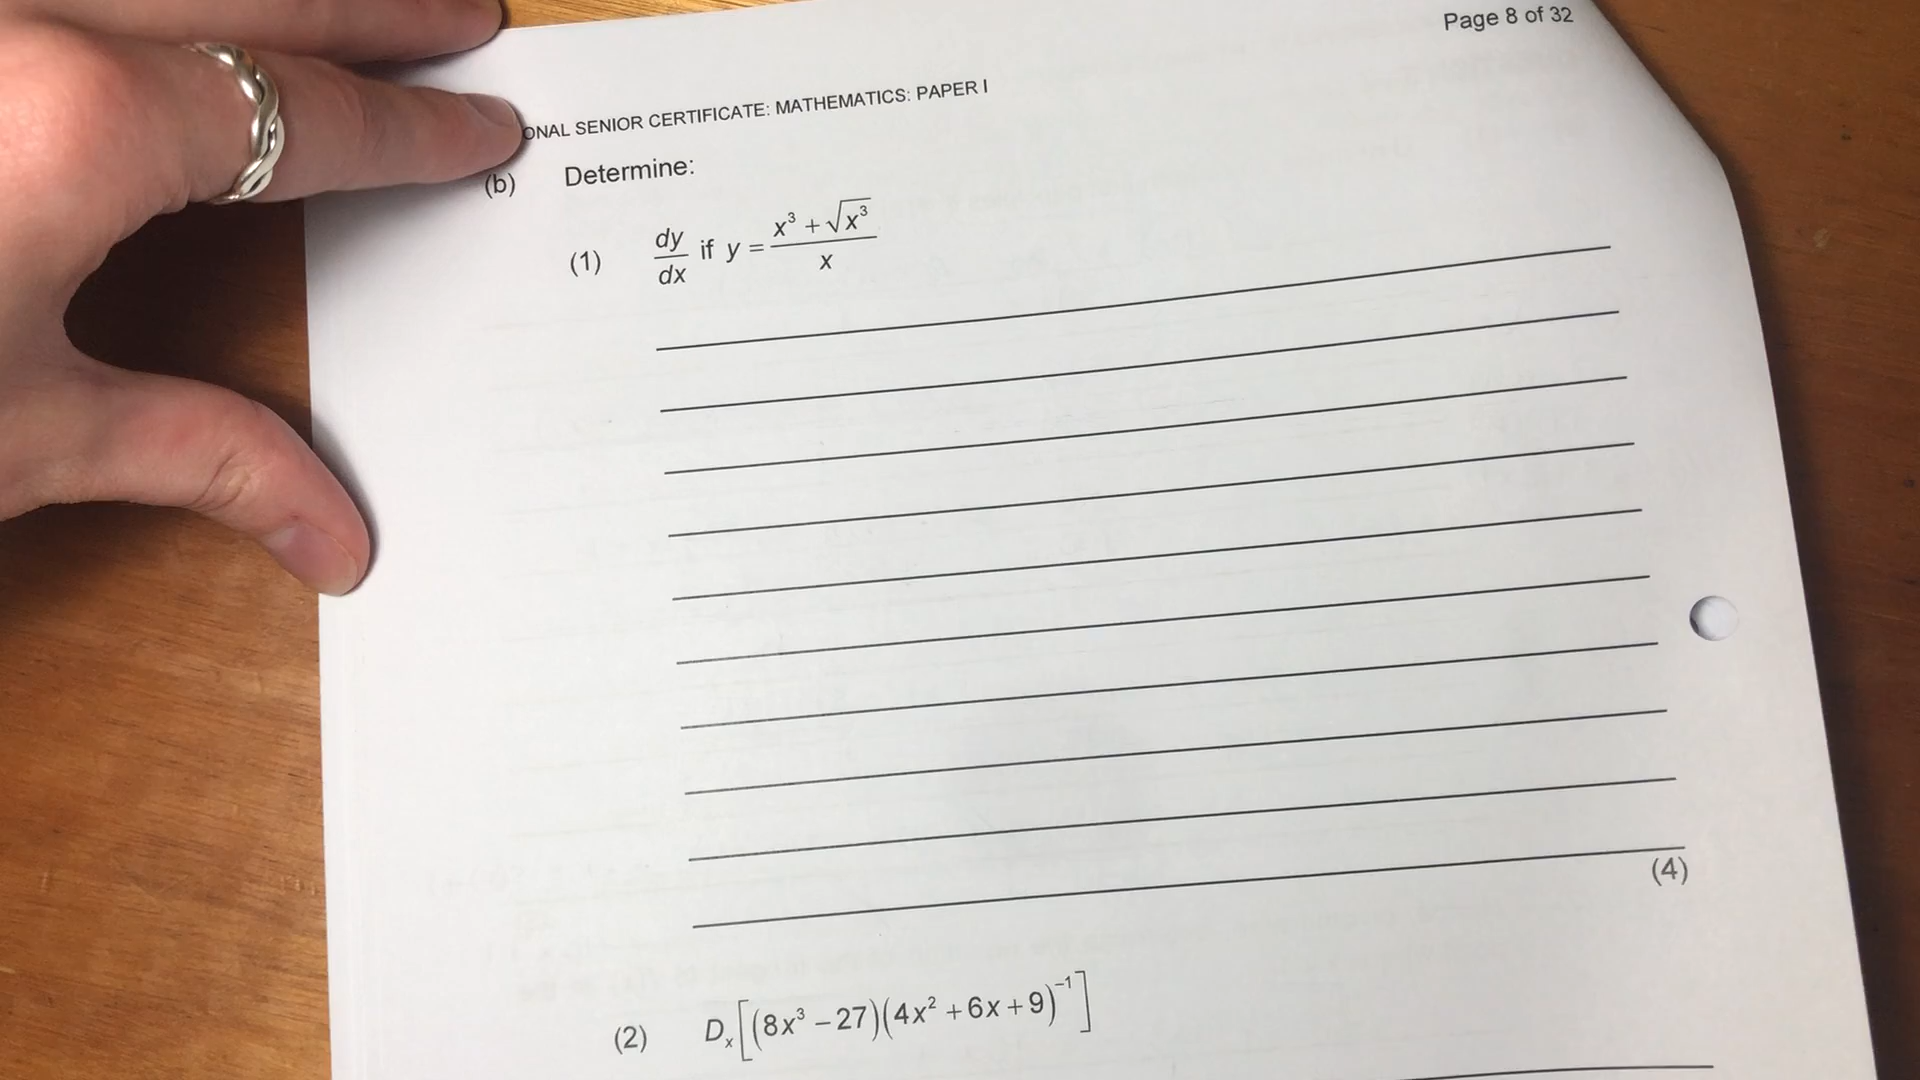 Page 8 of 32
ONAL SENIOR CERTIFICATE: MATHEMATICS: PAPER I
(b) Determine:
(1) dy/dx if y = (x³ + √x³)/x
(4)
(2) Dₓ[(8x³ − 27)(4x² + 6x + 9)⁻¹]